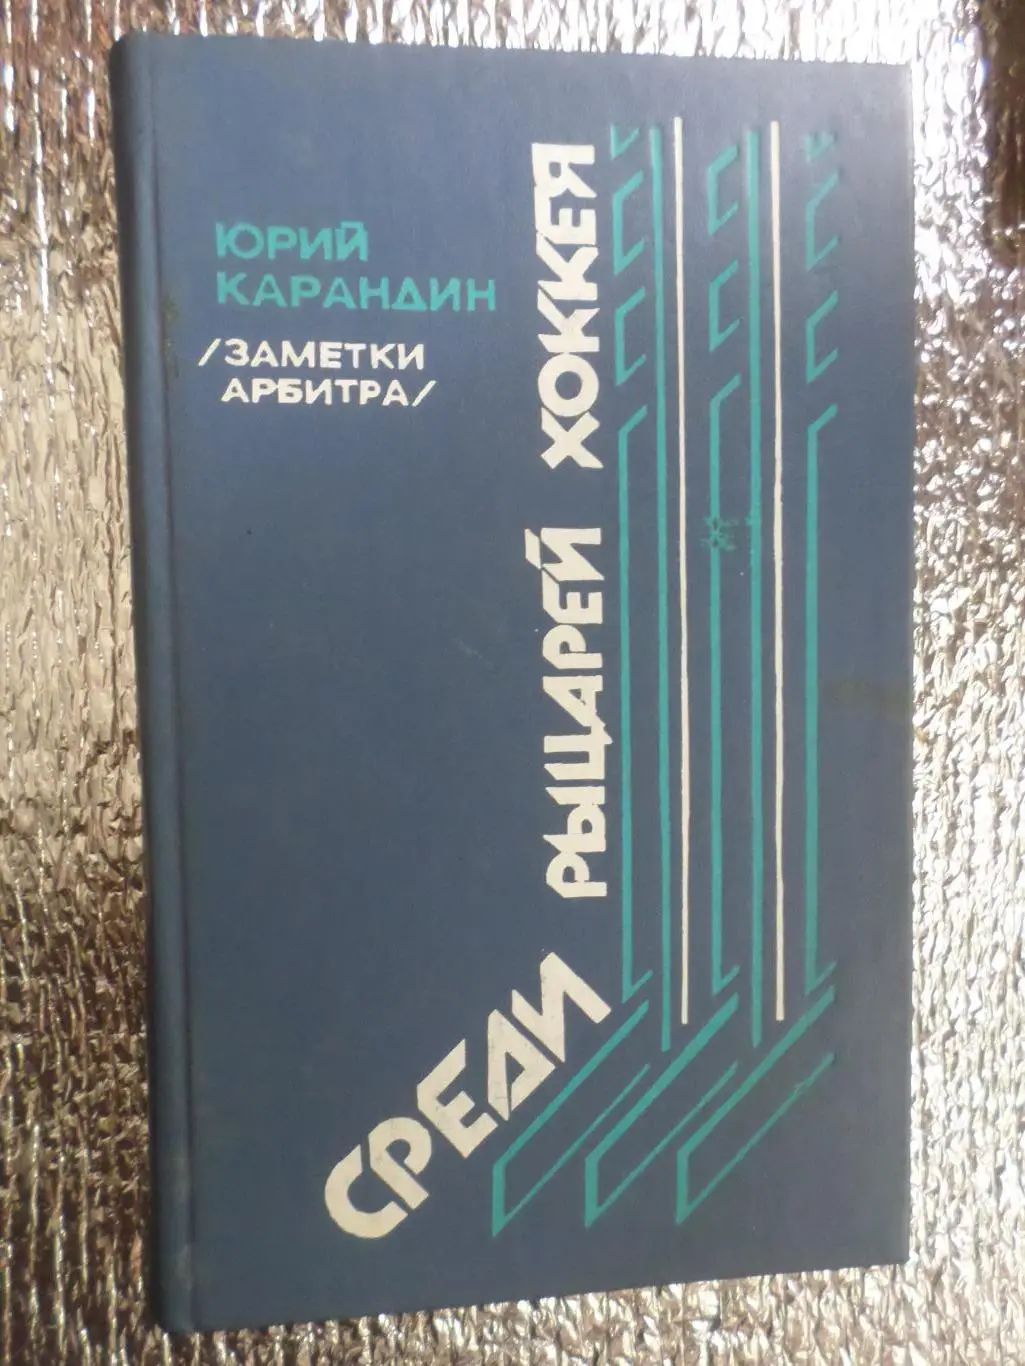 ЮРИЙ
КАРАНДИН
/ЗАМЕТКИ
АРБИТРА/
СРЕДИ РЫЦАРЕЙ ХОККЕЯ